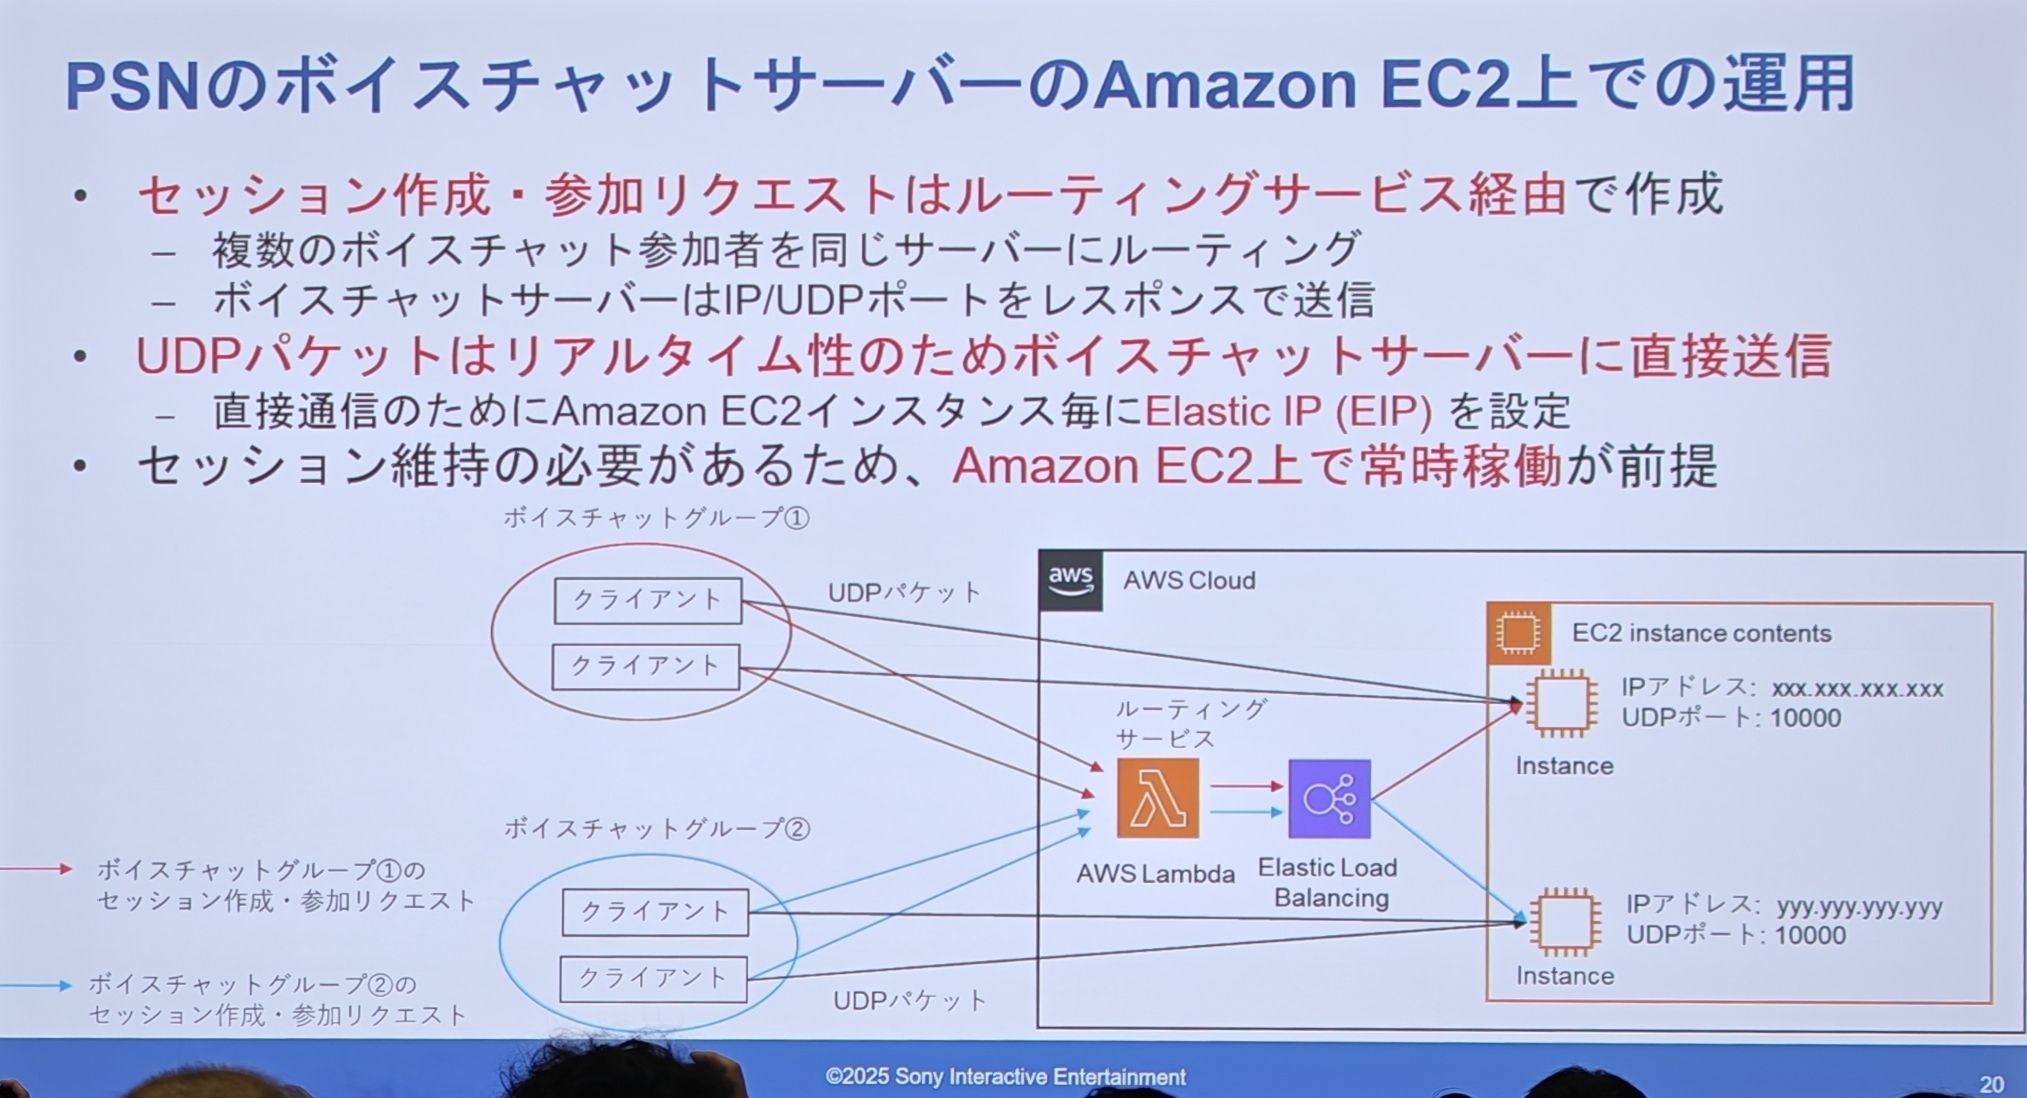 PSNのボイスチャットサーバーのAmazon EC2上での運用
• セッション作成・参加リクエストはルーティングサービス経由で作成
– 複数のボイスチャット参加者を同じサーバーにルーティング
– ボイスチャットサーバーはIP/UDPポートをレスポンスで送信
• UDPパケットはリアルタイム性のためボイスチャットサーバーに直接送信
– 直接通信のためにAmazon EC2インスタンス毎にElastic IP (EIP) を設定
• セッション維持の必要があるため、Amazon EC2上で常時稼働が前提
ボイスチャットグループ①
クライアント
クライアント
UDPパケット
aws
AWS Cloud
EC2 instance contents
IPアドレス: xxx.xxx.xxx.xxx
UDPポート: 10000
Instance
ルーティング
サービス
AWS Lambda
Elastic Load
Balancing
ボイスチャットグループ②
クライアント
クライアント
UDPパケット
IPアドレス: yyy.yyy.yyy.yyy
UDPポート: 10000
Instance
ボイスチャットグループ①の
セッション作成・参加リクエスト
ボイスチャットグループ②の
セッション作成・参加リクエスト
©2025 Sony Interactive Entertainment
20